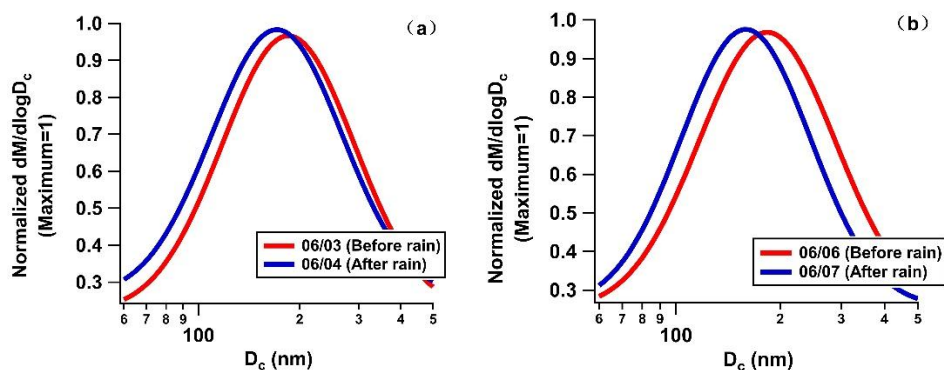 (a)
Normalized dM/dlogDc
(Maximum=1)
1.0
0.9
0.8
0.7
0.6
0.5
0.4
0.3
06/03 (Before rain)
06/04 (After rain)
6 7 8 9 2 3 4 5
100
Dc (nm)
(b)
Normalized dM/dlogDc
(Maximum=1)
1.0
0.9
0.8
0.7
0.6
0.5
0.4
0.3
06/06 (Before rain)
06/07 (After rain)
6 7 8 9 2 3 4 5
100
Dc (nm)